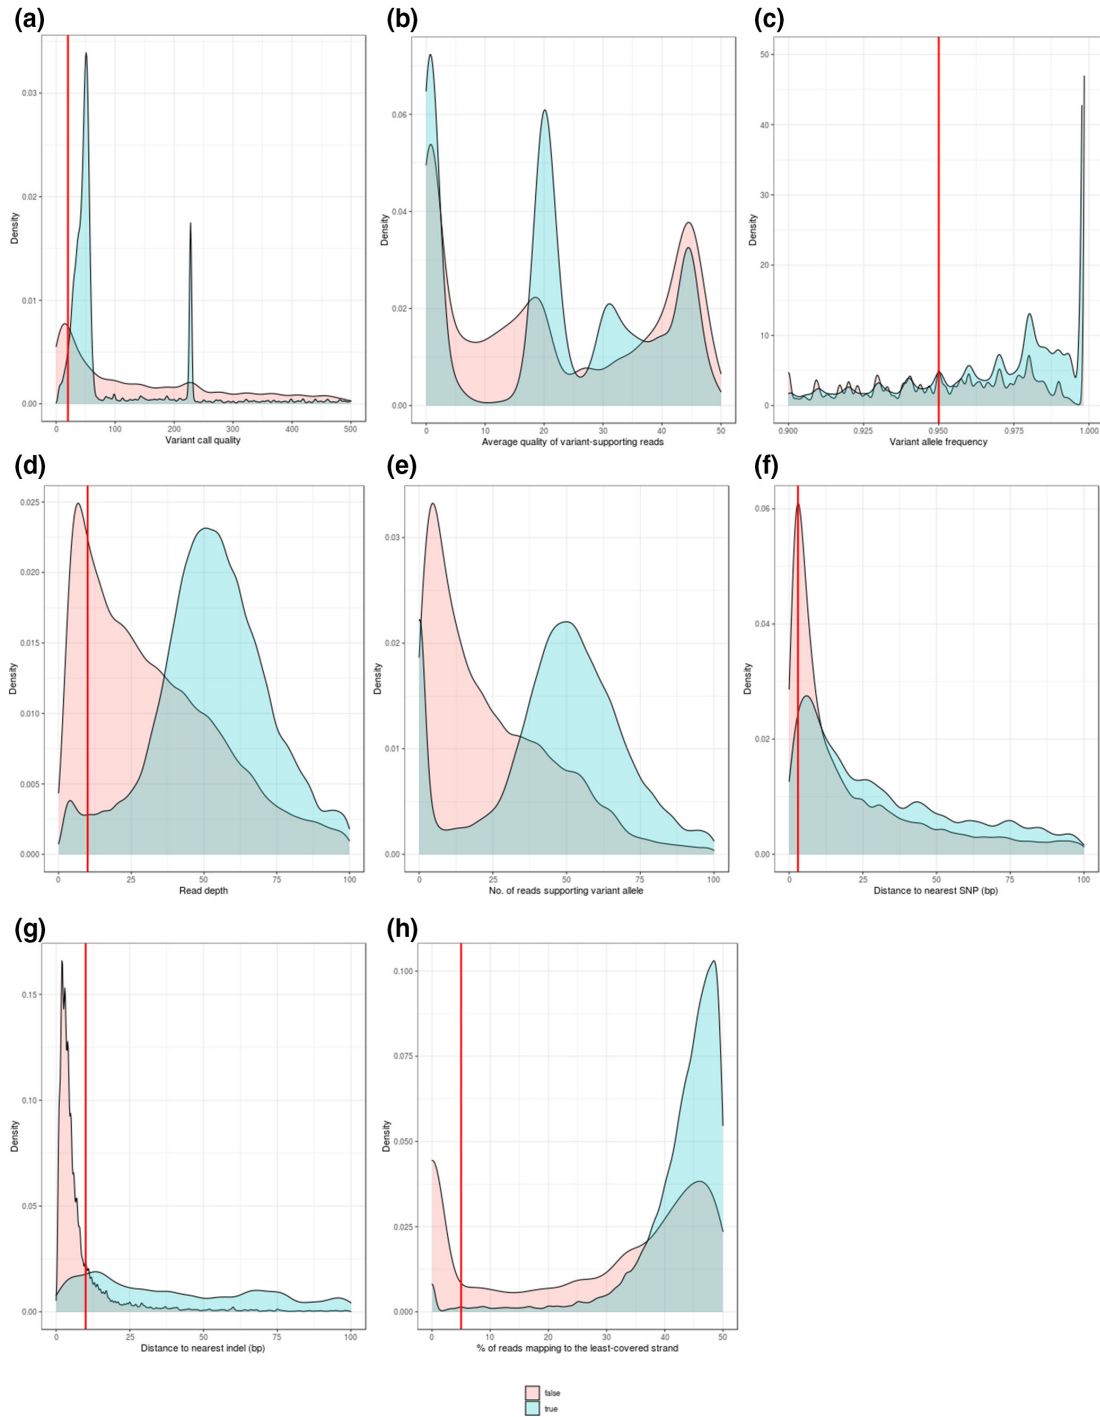 (a)
(b)
(c)
Density
0.03
0.02
0.01
0.00
0 100 200 300 400 500
Variant call quality
Density
0.06
0.04
0.02
0.00
0 10 20 30 40 50
Average quality of variant-supporting reads
Density
50
40
30
20
10
0
0.900 0.925 0.950 0.975 1.000
Variant allele frequency
(d)
(e)
(f)
Density
0.025
0.020
0.015
0.010
0.005
0.000
0 25 50 75 100
Read depth
Density
0.03
0.02
0.01
0.00
0 25 50 75 100
No. of reads supporting variant allele
Density
0.06
0.04
0.02
0.00
0 25 50 75 100
Distance to nearest SNP (bp)
(g)
(h)
Density
0.15
0.10
0.05
0.00
0 25 50 75 100
Distance to nearest indel (bp)
Density
0.100
0.075
0.050
0.025
0.000
0 10 20 30 40 50
% of reads mapping to the least-covered strand
false
true